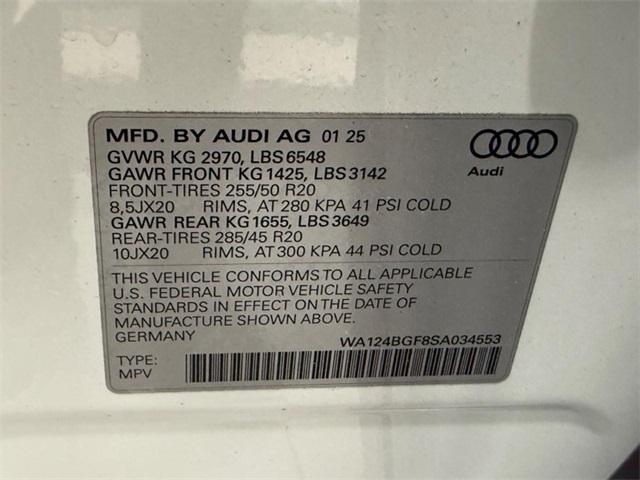 MFD. BY AUDI AG 01 25
GVWR KG 2970, LBS 6548
GAWR FRONT KG 1425, LBS 3142
FRONT-TIRES 255/50 R20
8,5JX20 RIMS, AT 280 KPA 41 PSI COLD
GAWR REAR KG 1655, LBS 3649
REAR-TIRES 285/45 R20
10JX20 RIMS, AT 300 KPA 44 PSI COLD
Audi
THIS VEHICLE CONFORMS TO ALL APPLICABLE
U.S. FEDERAL MOTOR VEHICLE SAFETY
STANDARDS IN EFFECT ON THE DATE OF
MANUFACTURE SHOWN ABOVE.
GERMANY
WA124BGF8SA034553
TYPE:
MPV